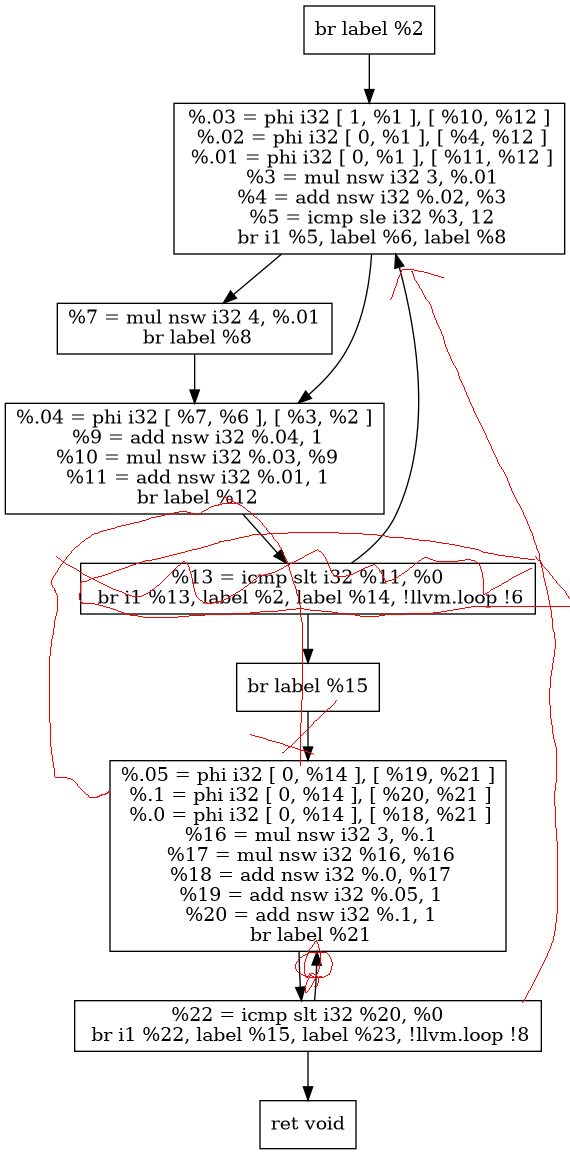 br label %2
%.03 = phi i32 [ 1, %1 ], [ %10, %12 ]
%.02 = phi i32 [ 0, %1 ], [ %4, %12 ]
%.01 = phi i32 [ 0, %1 ], [ %11, %12 ]
%3 = mul nsw i32 3, %.01
%4 = add nsw i32 %.02, %3
%5 = icmp sle i32 %3, 12
br i1 %5, label %6, label %8
%7 = mul nsw i32 4, %.01
br label %8
%.04 = phi i32 [ %7, %6 ], [ %3, %2 ]
%9 = add nsw i32 %.04, 1
%10 = mul nsw i32 %.03, %9
%11 = add nsw i32 %.01, 1
br label %12
%13 = icmp slt i32 %11, %0
br i1 %13, label %2, label %14, !llvm.loop !6
br label %15
%.05 = phi i32 [ 0, %14 ], [ %19, %21 ]
%.1 = phi i32 [ 0, %14 ], [ %20, %21 ]
%.0 = phi i32 [ 0, %14 ], [ %18, %21 ]
%16 = mul nsw i32 3, %.1
%17 = mul nsw i32 %16, %16
%18 = add nsw i32 %.0, %17
%19 = add nsw i32 %.05, 1
%20 = add nsw i32 %.1, 1
br label %21
%22 = icmp slt i32 %20, %0
br i1 %22, label %15, label %23, !llvm.loop !8
ret void